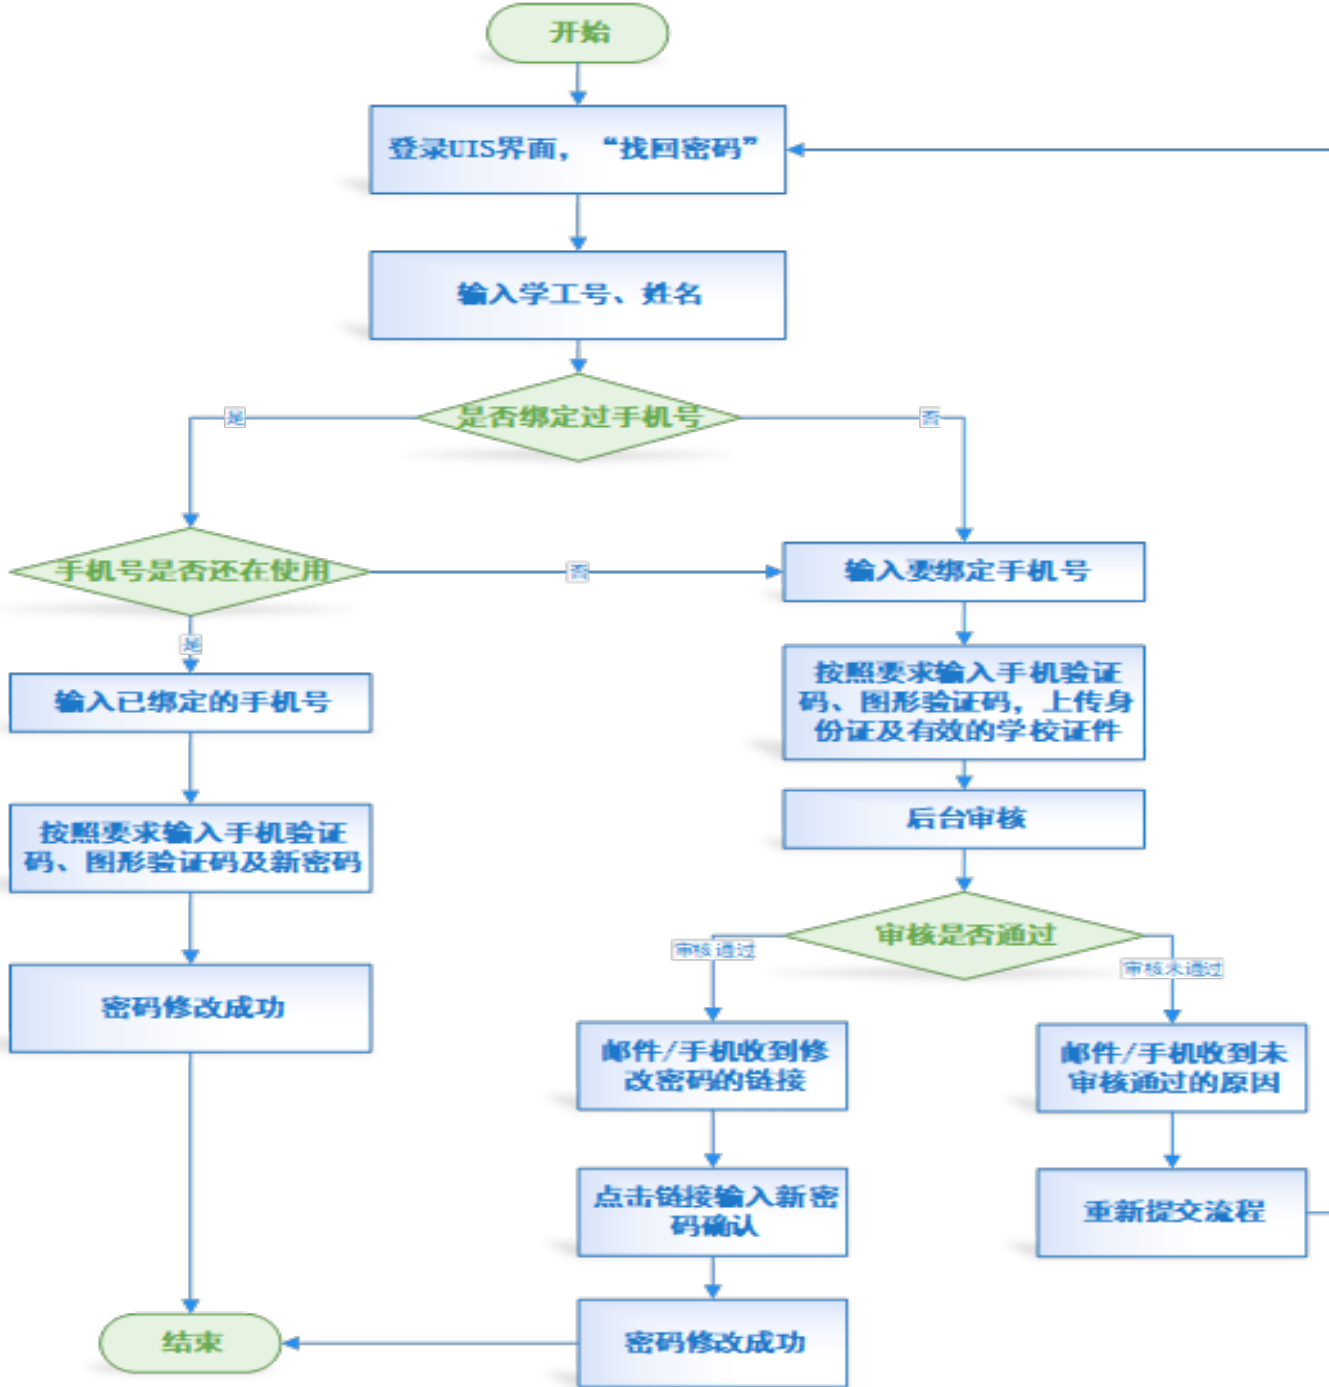 开始
登录UIS界面，“找回密码”
输入学工号、姓名
是否绑定过手机号
是
否
手机号是否还在使用
否
输入要绑定手机号
是
输入已绑定的手机号
按照要求输入手机验证
码、图形验证码，上传身
份证及有效的学校证件
按照要求输入手机验证
码、图形验证码及新密码
后台审核
审核是否通过
审核通过
审核未通过
密码修改成功
邮件/手机收到修
改密码的链接
邮件/手机收到未
审核通过的原因
点击链接输入新密
码确认
重新提交流程
结束
密码修改成功